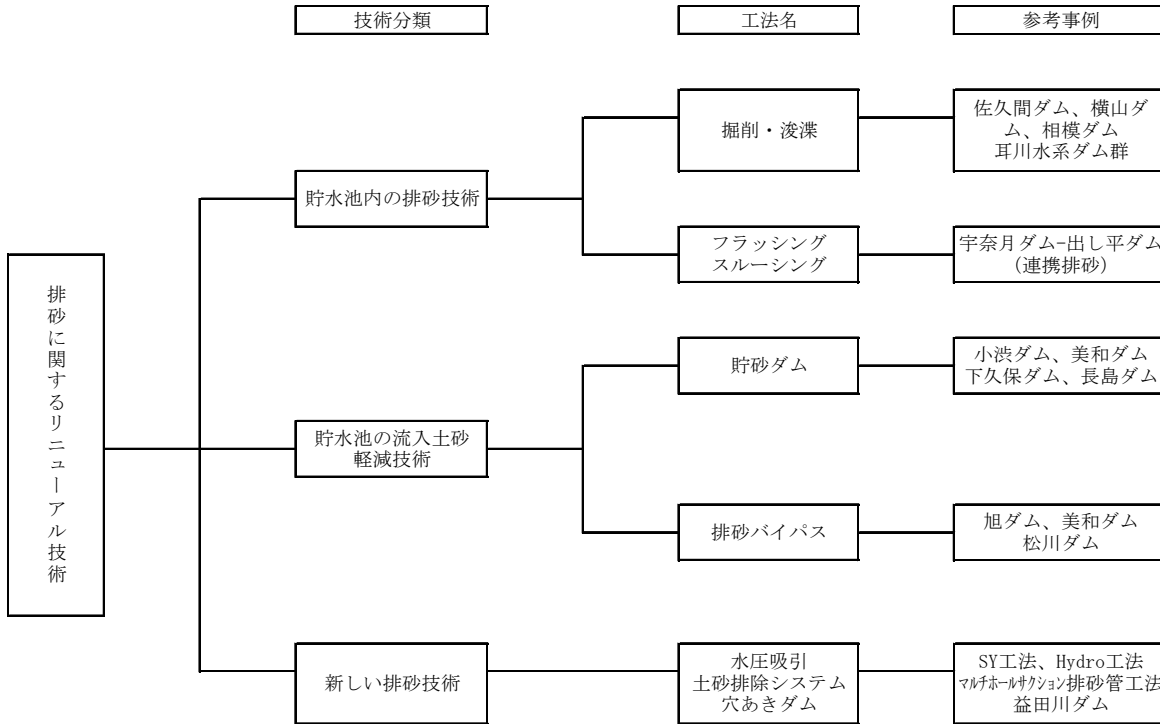 技術分類
工法名
参考事例
排砂に関するリニューアル技術
貯水池内の排砂技術
掘削・浚渫
佐久間ダム、横山ダ
ム、相模ダム
耳川水系ダム群
フラッシング
スルーシング
宇奈月ダム-出し平ダム
(連携排砂)
貯水池の流入土砂
軽減技術
貯砂ダム
小渋ダム、美和ダム
下久保ダム、長島ダム
排砂バイパス
旭ダム、美和ダム
松川ダム
新しい排砂技術
水圧吸引
土砂排除システム
穴あきダム
SY工法、Hydro工法
マルチホールサクション排砂管工法
益田川ダム